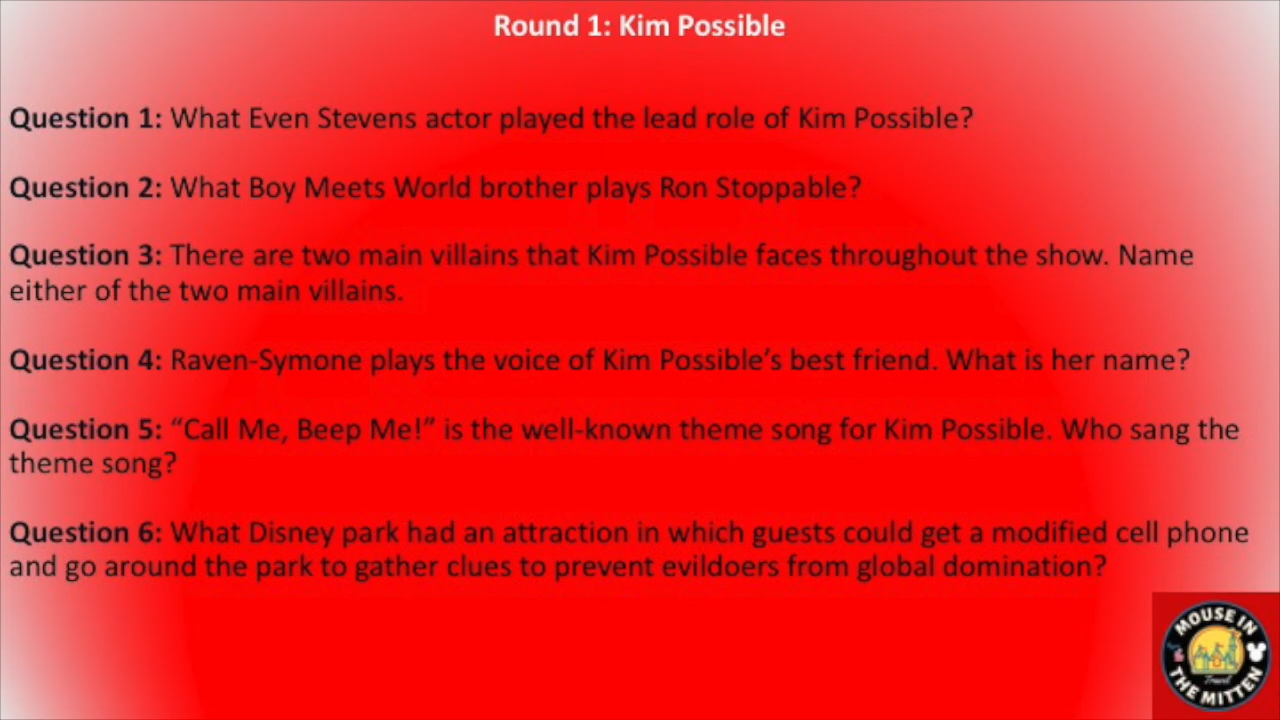 Round 1: Kim Possible
Question 1: What Even Stevens actor played the lead role of Kim Possible?
Question 2: What Boy Meets World brother plays Ron Stoppable?
Question 3: There are two main villains that Kim Possible faces throughout the show. Name
either of the two main villains.
Question 4: Raven-Symone plays the voice of Kim Possible’s best friend. What is her name?
Question 5: “Call Me, Beep Me!” is the well-known theme song for Kim Possible. Who sang the
theme song?
Question 6: What Disney park had an attraction in which guests could get a modified cell phone
and go around the park to gather clues to prevent evildoers from global domination?
MOUSE IN
Travel
THE MITTEN